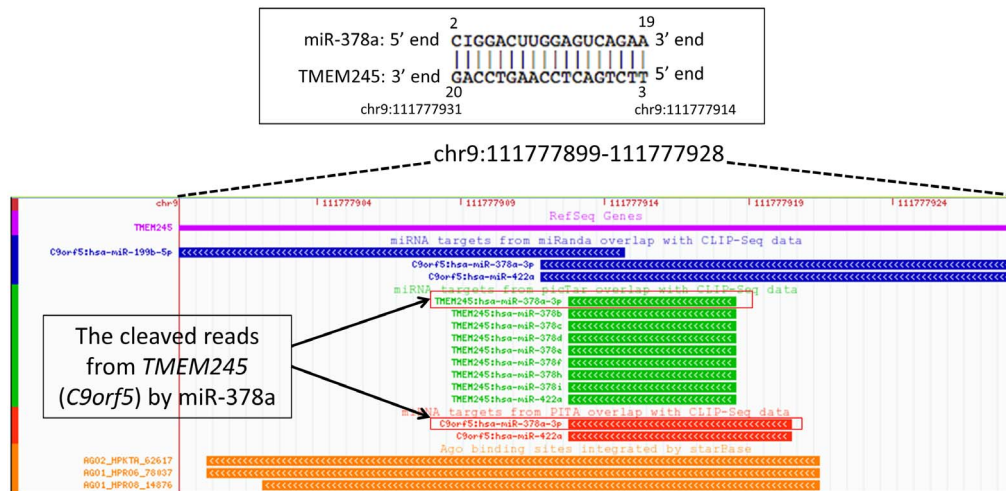 2 19
miR-378a: 5’ end CIGGACUUGGAGUCAGAA 3’ end
TMEM245: 3’ end GACCTGAACCTCAGTCTT 5’ end
20 3
chr9:111777931 chr9:111777914
chr9:111777899-111777928
chr9 111777904 111777909 111777914 111777919 111777924
RefSeq Genes
TMEM245
miRNA targets from miRanda overlap with CLIP-Seq data
C9orf5:hsa-miR-199b-5p
C9orf5:hsa-miR-378a-3p
C9orf5:hsa-miR-422a
miRNA targets from picTar overlap with CLIP-Seq data
TMEM245:hsa-miR-378a-3p
TMEM245:hsa-miR-378b
TMEM245:hsa-miR-378c
TMEM245:hsa-miR-378d
TMEM245:hsa-miR-378e
TMEM245:hsa-miR-378f
TMEM245:hsa-miR-378h
TMEM245:hsa-miR-378i
TMEM245:hsa-miR-422a
The cleaved reads
from TMEM245
(C9orf5) by miR-378a
miRNA targets from PITA overlap with CLIP-Seq data
C9orf5:hsa-miR-378a-3p
C9orf5:hsa-miR-422a
Ago binding sites integrated by starBase
AGO2_HPKTA_62617
AGO1_HPRO6_78037
AGO1_HPRO8_14876